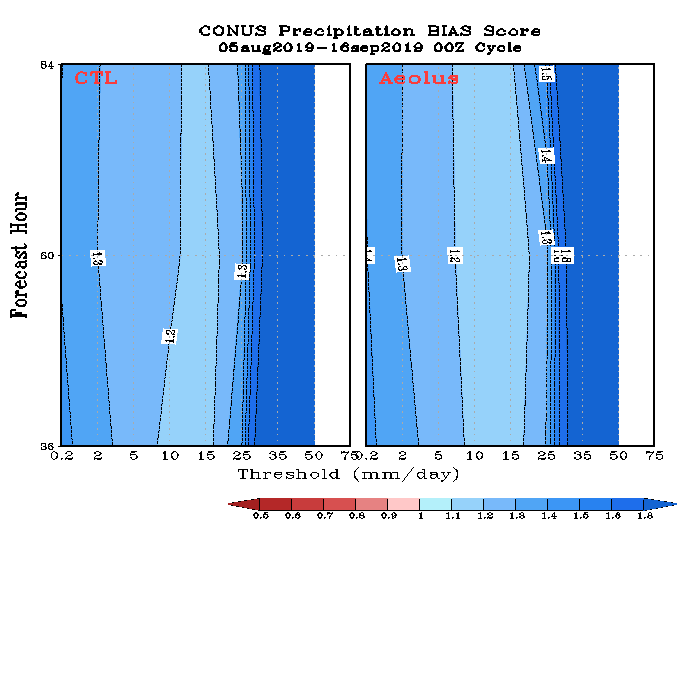 CONUS Precipitation BIAS Score
05aug2019-16sep2019 00Z Cycle
CTL
Aeolus
Forecast Hour
84
60
36
1.3
1.2
1.5
1.4
1.3
1.3
1.2
1.8
0.2 2 5 10 15 25 35 50 75
0.2 2 5 10 15 25 35 50 75
Threshold (mm/day)
0.5 0.6 0.7 0.8 0.9 1 1.1 1.2 1.3 1.4 1.5 1.6 1.8